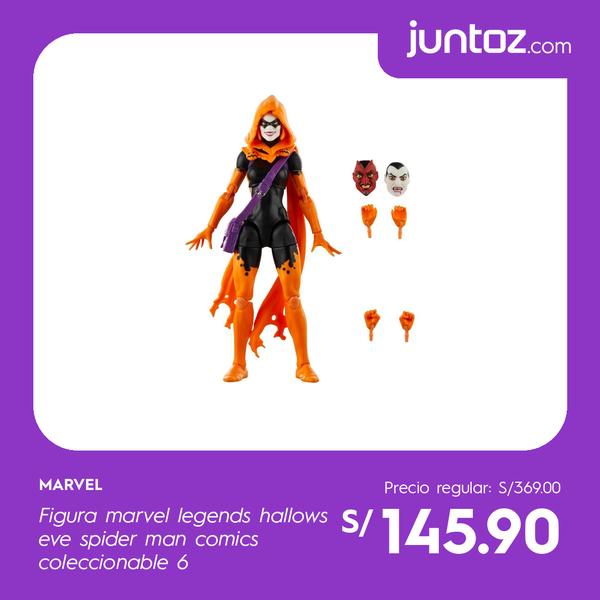 juntoz.com
MARVEL
Figura marvel legends hallows
eve spider man comics
coleccionable 6
Precio regular: S/369.00
S/145.90